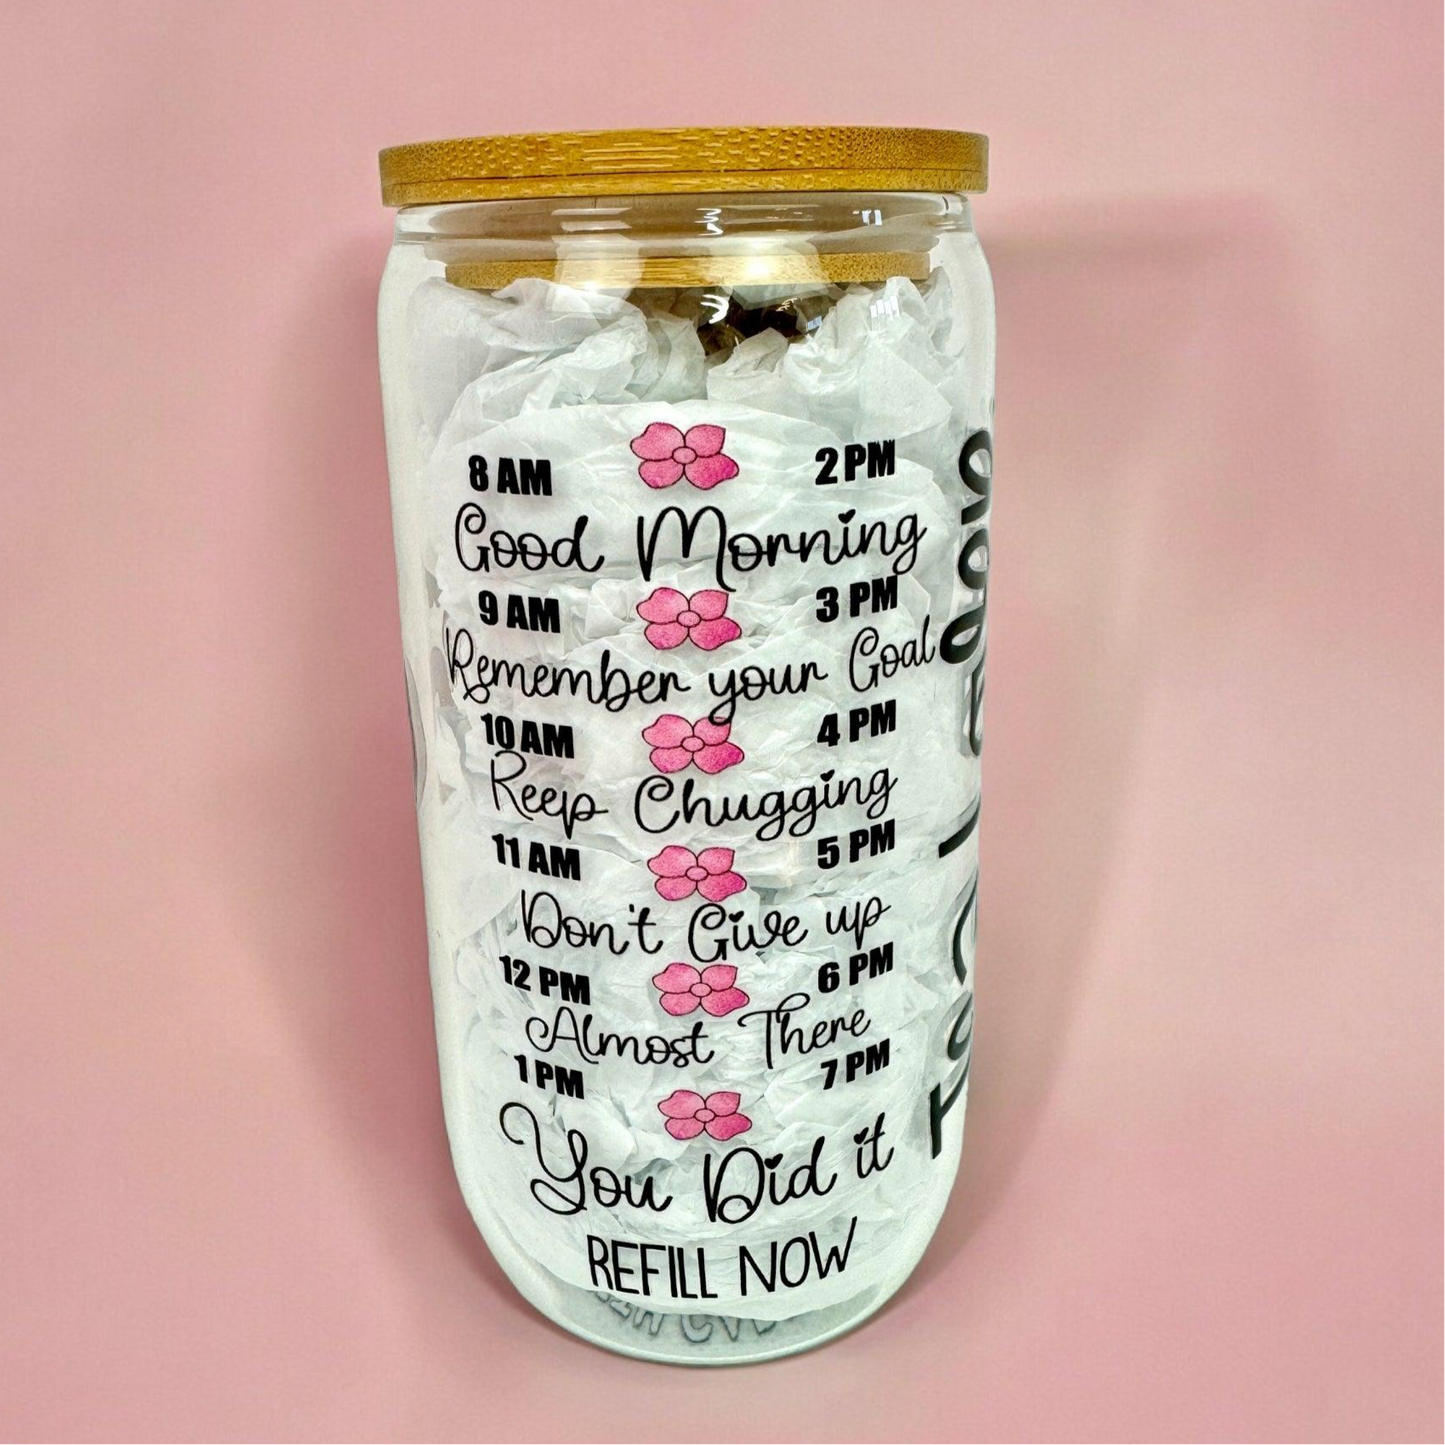 8 AM 2 PM
Good Morning
9 AM 3 PM
Remember your Goal
10 AM 4 PM
Keep Chugging
11 AM 5 PM
Don't Give up
12 PM 6 PM
Almost There
1 PM 7 PM
You Did it
REFILL NOW